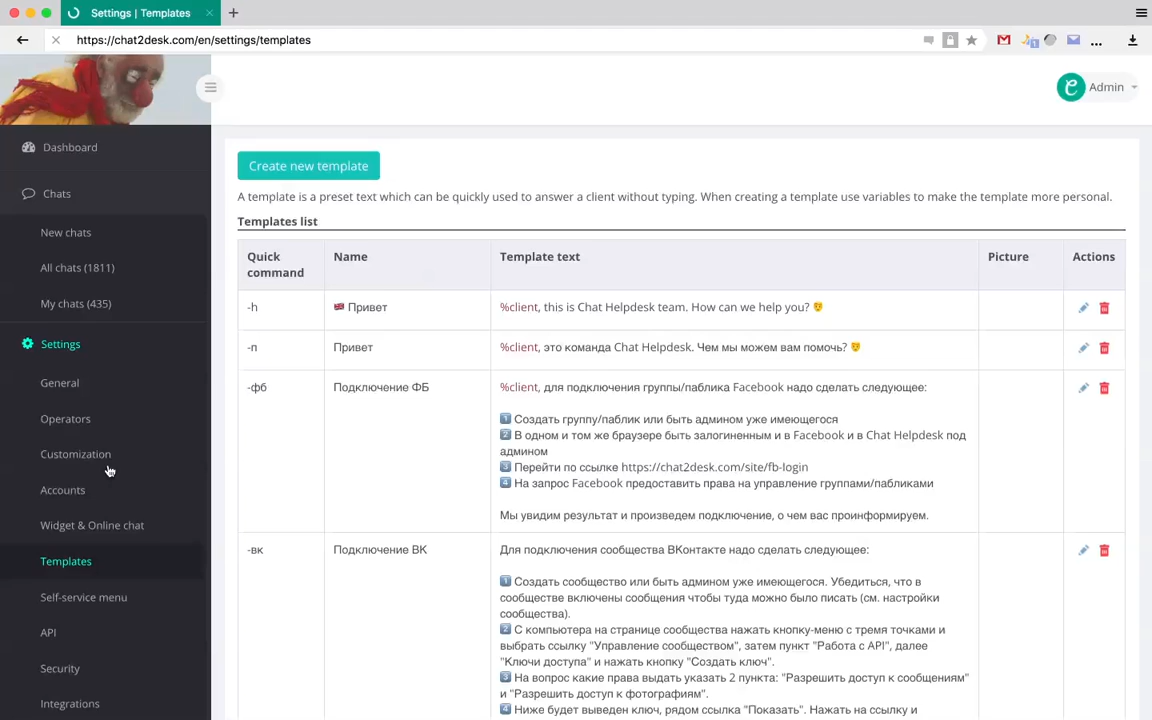 Settings | Templates
https://chat2desk.com/en/settings/templates
1
...
Admin
Dashboard
Chats
New chats
All chats (1811)
My chats (435)
Settings
General
Operators
Customization
Accounts
Widget & Online chat
Templates
Self-service menu
API
Security
Integrations
Create new template
A template is a preset text which can be quickly used to answer a client without typing. When creating a template use variables to make the template more personal.
Templates list
Quick command
Name
Template text
Picture
Actions
-h
Привет
%client, this is Chat Helpdesk team. How can we help you?
-п
Привет
%client, это команда Chat Helpdesk. Чем мы можем вам помочь?
-фб
Подключение ФБ
%client, для подключения группы/паблика Facebook надо сделать следующее:
1 Создать группу/паблик или быть админом уже имеющегося
2 В одном и том же браузере быть залогиненным и в Facebook и в Chat Helpdesk под
админом
3 Перейти по ссылке https://chat2desk.com/site/fb-login
4 На запрос Facebook предоставить права на управление группами/пабликами
Мы увидим результат и произведем подключение, о чем вас проинформируем.
-вк
Подключение ВК
Для подключения сообщества ВКонтакте надо сделать следующее:
1 Создать сообщество или быть админом уже имеющегося. Убедиться, что в
сообществе включены сообщения чтобы туда можно было писать (см. настройки
сообщества).
2 С компьютера на странице сообщества нажать кнопку-меню с тремя точками и
выбрать ссылку "Управление сообществом", затем пункт "Работа с API", далее
"Ключи доступа" и нажать кнопку "Создать ключ".
3 На вопрос какие права выдать указать 2 пункта: "Разрешить доступ к сообщениям"
и "Разрешить доступ к фотографиям".
4 Ниже будет выведен ключ, рядом ссылка "Показать". Нажать на ссылку и